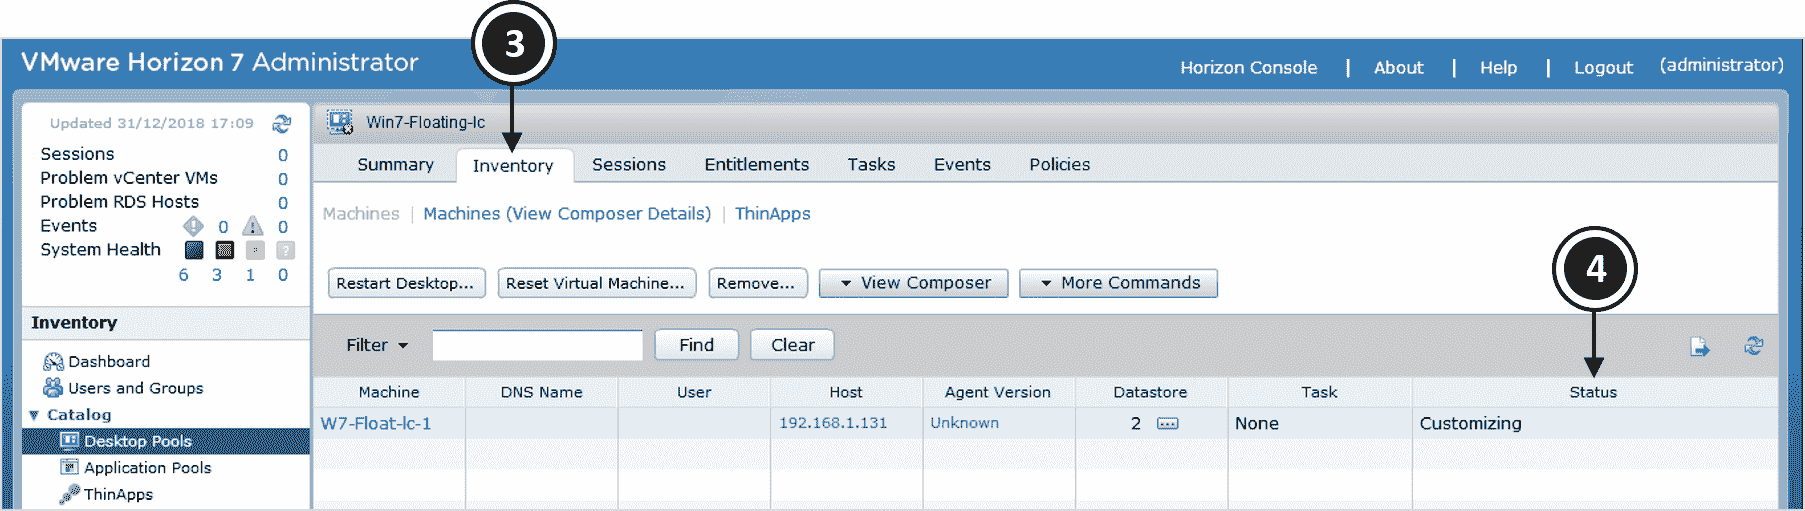 3
VMware Horizon 7 Administrator
Horizon Console | About | Help | Logout (administrator)
Updated 31/12/2018 17:09
Win7-Floating-lc
Sessions 0
Problem vCenter VMs 0
Problem RDS Hosts 0
Events 0 0
System Health ?
6 3 1 0
Summary Inventory Sessions Entitlements Tasks Events Policies
Machines | Machines (View Composer Details) | ThinApps
4
Restart Desktop... Reset Virtual Machine... Remove... View Composer More Commands
Inventory
Dashboard
Users and Groups
Catalog
Desktop Pools
Application Pools
ThinApps
Filter Find Clear
Machine DNS Name User Host Agent Version Datastore Task Status
W7-Float-lc-1 192.168.1.131 Unknown 2 ... None Customizing